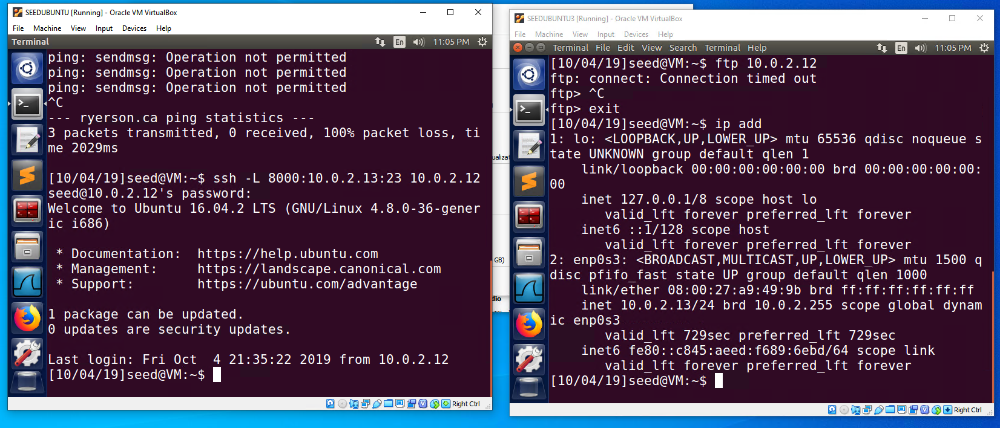 SEEDUBUNTU [Running] - Oracle VM VirtualBox
File Machine View Input Devices Help
Terminal En 11:05 PM
ping: sendmsg: Operation not permitted
ping: sendmsg: Operation not permitted
ping: sendmsg: Operation not permitted
^C
--- ryerson.ca ping statistics ---
3 packets transmitted, 0 received, 100% packet loss, ti
me 2029ms
[10/04/19]seed@VM:~$ ssh -L 8000:10.0.2.13:23 10.0.2.12
seed@10.0.2.12's password:
Welcome to Ubuntu 16.04.2 LTS (GNU/Linux 4.8.0-36-gener
ic i686)
* Documentation: https://help.ubuntu.com
* Management: https://landscape.canonical.com
* Support: https://ubuntu.com/advantage
1 package can be updated.
0 updates are security updates.
Last login: Fri Oct 4 21:35:22 2019 from 10.0.2.12
[10/04/19]seed@VM:~$
Right Ctrl
GB)
SEEDUBUNTU3 [Running] - Oracle VM VirtualBox
File Machine View Input Devices Help
Terminal File Edit View Search Terminal Help En 11:05 PM
[10/04/19]seed@VM:~$ ftp 10.0.2.12
ftp: connect: Connection timed out
ftp> ^C
ftp> exit
[10/04/19]seed@VM:~$ ip add
1: lo: <LOOPBACK,UP,LOWER_UP> mtu 65536 qdisc noqueue s
tate UNKNOWN group default qlen 1
link/loopback 00:00:00:00:00:00 brd 00:00:00:00:00:
00
inet 127.0.0.1/8 scope host lo
valid_lft forever preferred_lft forever
inet6 ::1/128 scope host
valid_lft forever preferred_lft forever
2: enp0s3: <BROADCAST,MULTICAST,UP,LOWER_UP> mtu 1500 q
disc pfifo_fast state UP group default qlen 1000
link/ether 08:00:27:a9:49:9b brd ff:ff:ff:ff:ff:ff
inet 10.0.2.13/24 brd 10.0.2.255 scope global dynam
ic enp0s3
valid_lft 729sec preferred_lft 729sec
inet6 fe80::c845:aeed:f689:6ebd/64 scope link
valid_lft forever preferred_lft forever
[10/04/19]seed@VM:~$
Right Ctrl